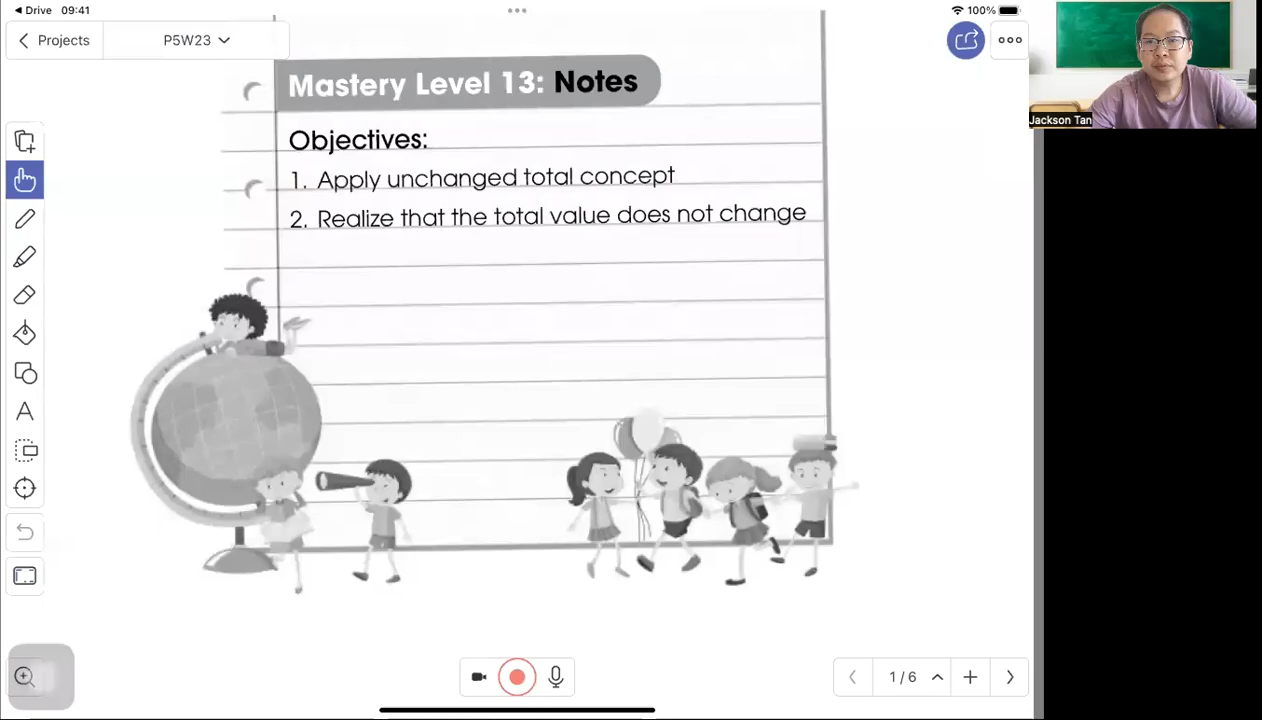 Drive 09:41
100%
Projects
P5W23
Jackson Tan
Mastery Level 13: Notes
Objectives:
1. Apply unchanged total concept
2. Realize that the total value does not change
A
1 / 6